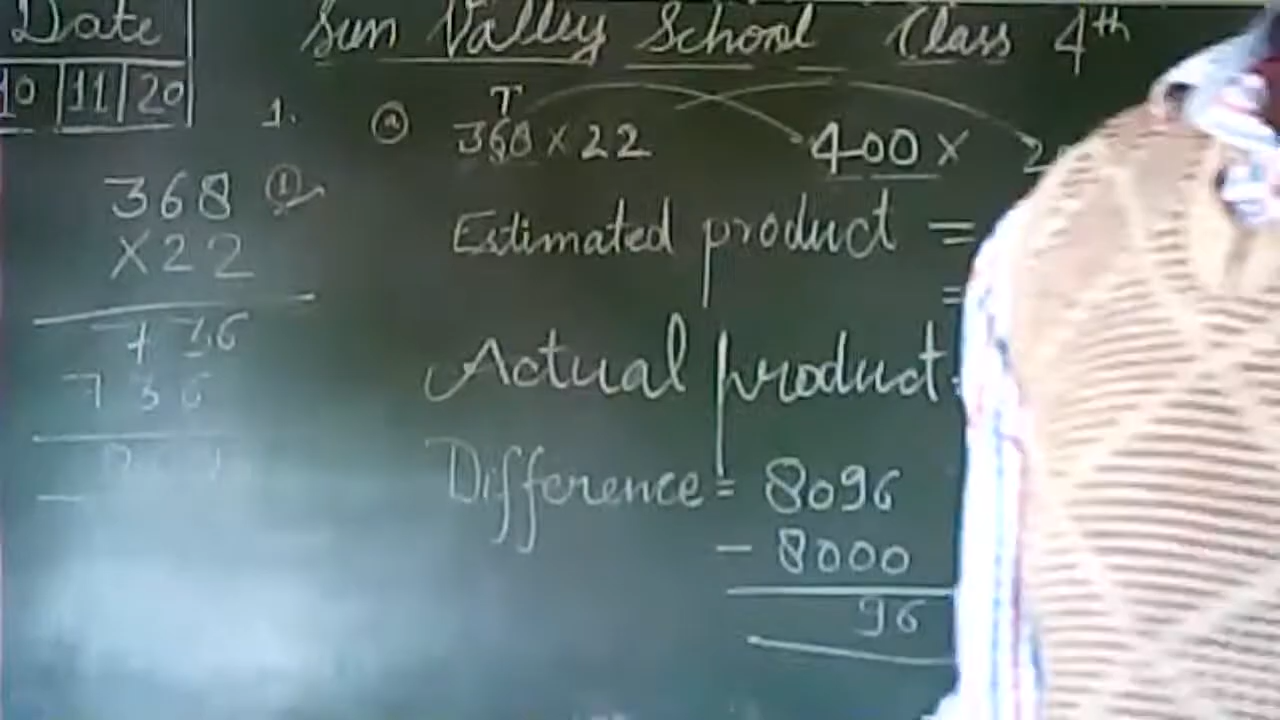 Date
10 | 11 | 20
Sun Valley School Class 4th
1. (a) 368 × 22 400 ×
T
368 (1)
×22
736
736
Estimated product =
=
Actual product
Difference = 8096
- 8000
96